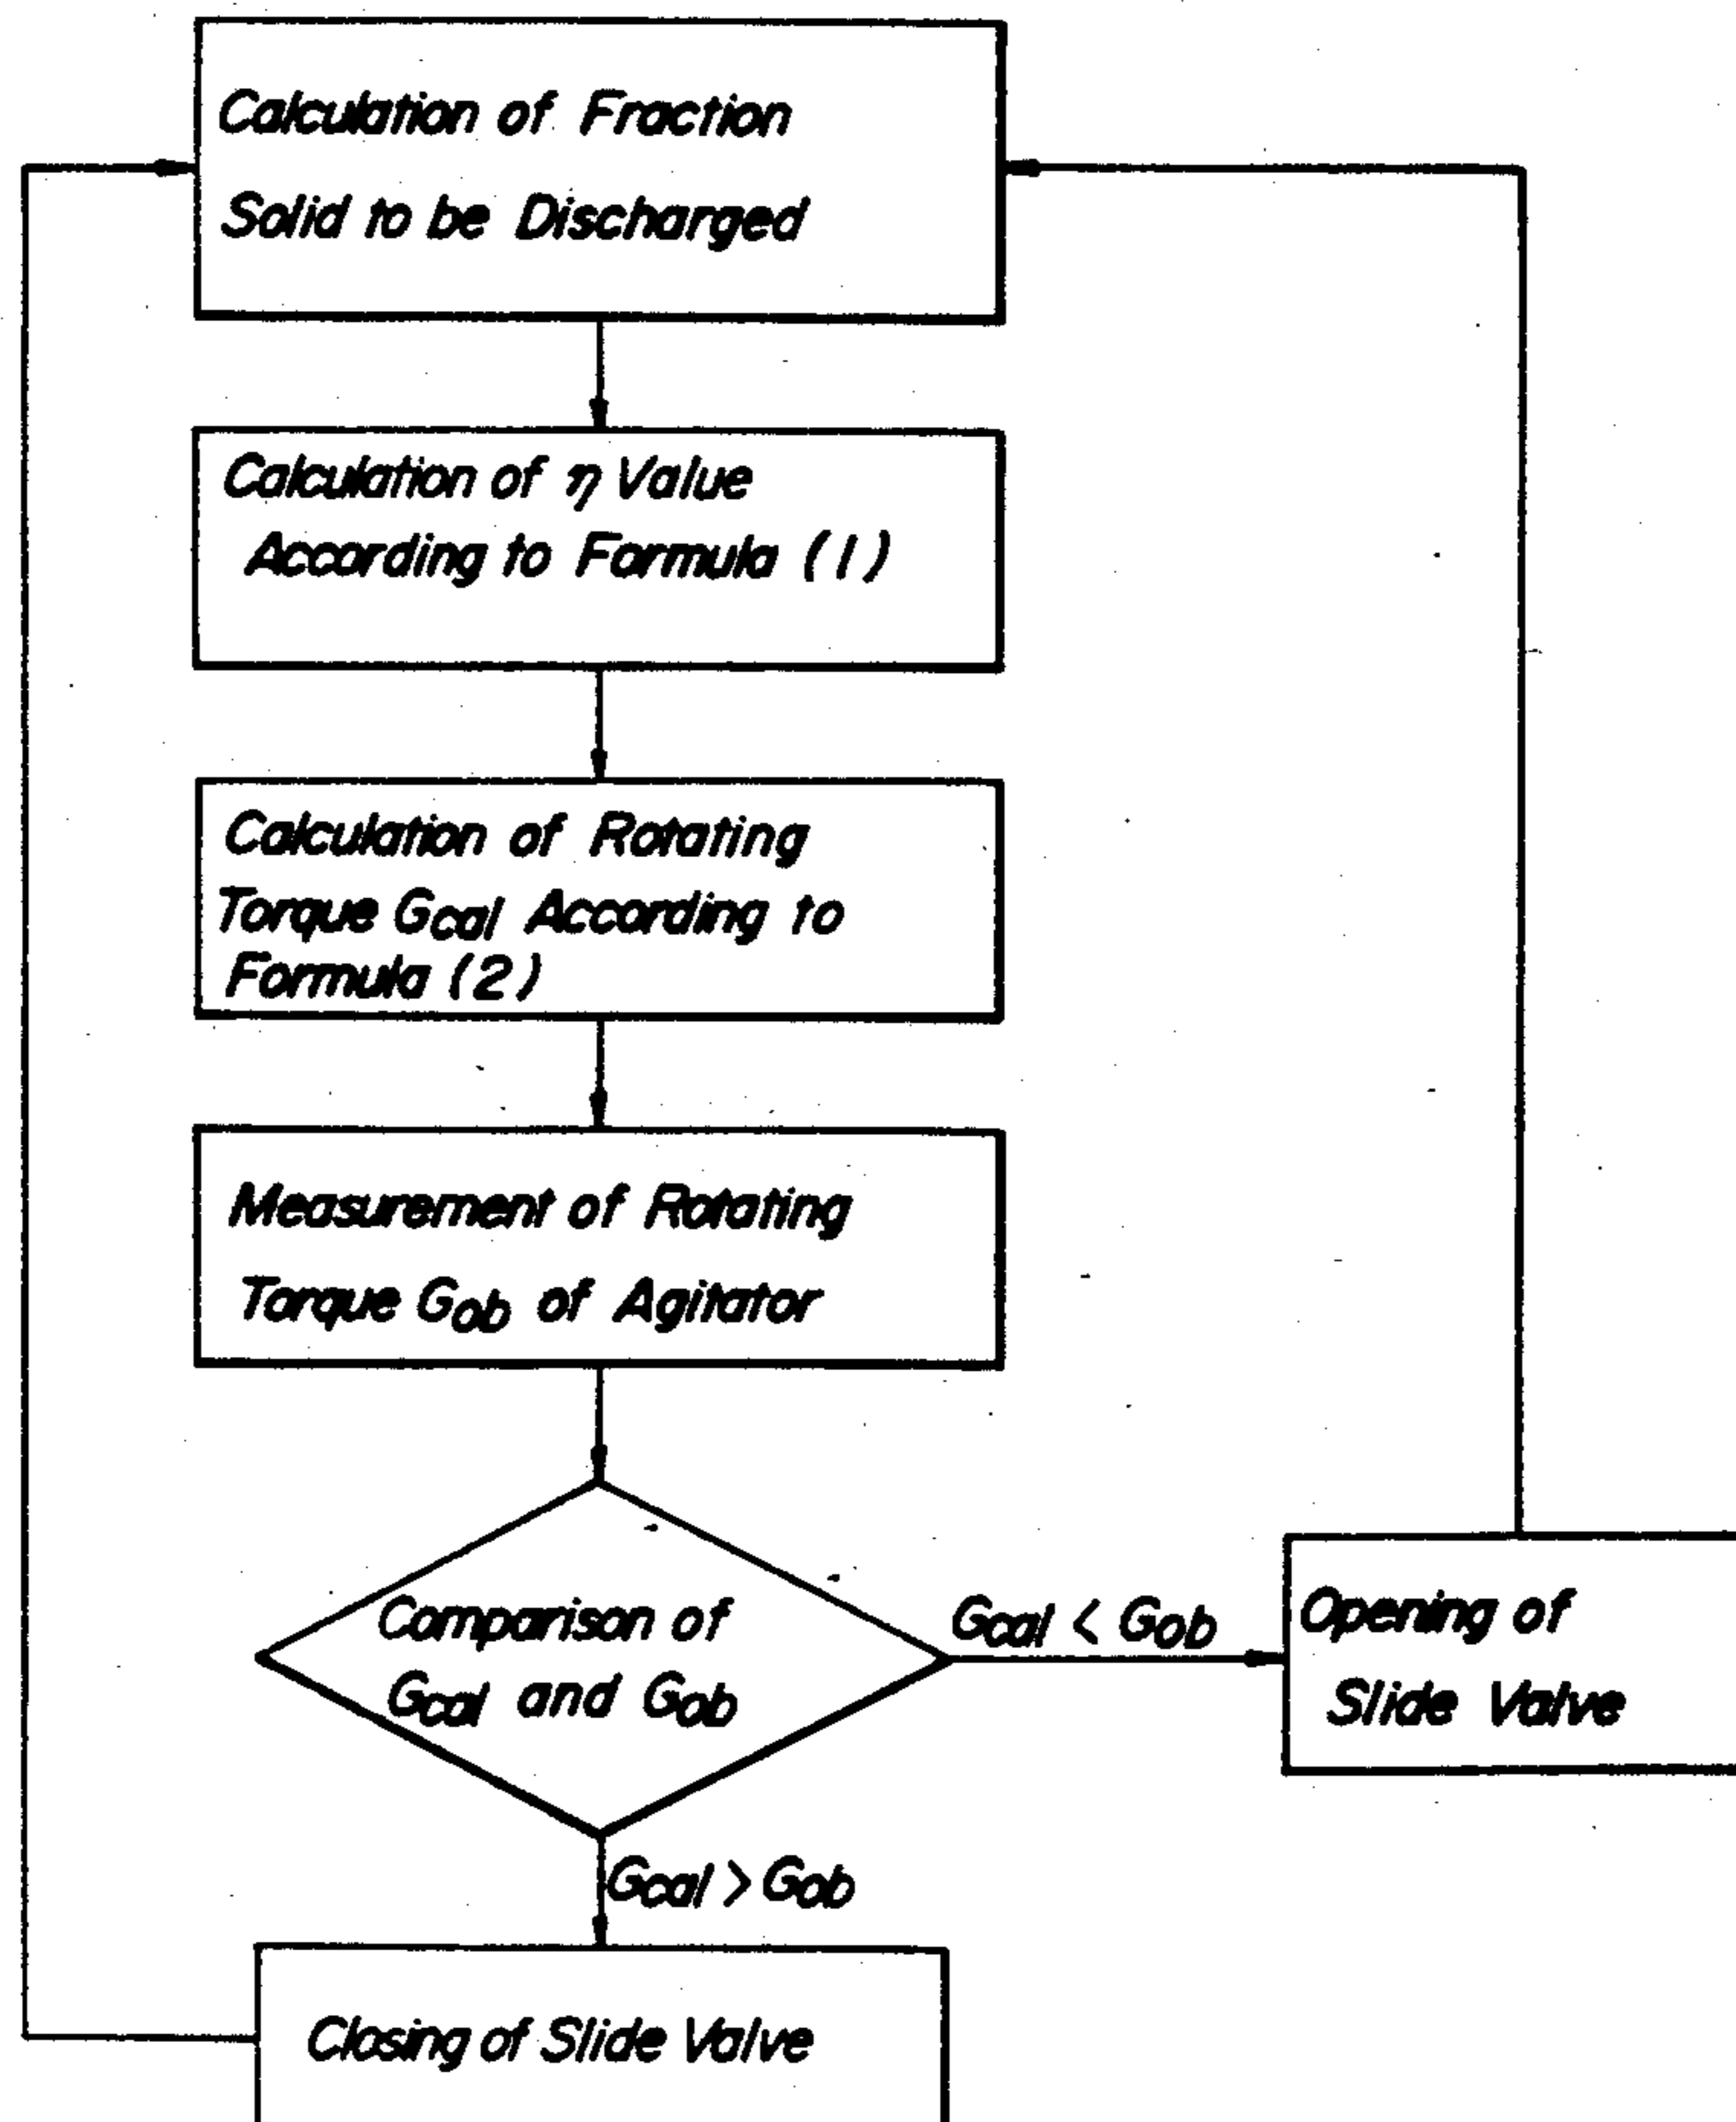 Calculation of Fraction
Solid to be Discharged
Calculation of η Value
According to Formula (1)
Calculation of Rotating
Torque Gcal According to
Formula (2)
Measurement of Rotating
Torque Gob of Agitator
Comparison of
Gcal and Gob
Gcal < Gob
Opening of
Slide Valve
Gcal > Gob
Closing of Slide Valve